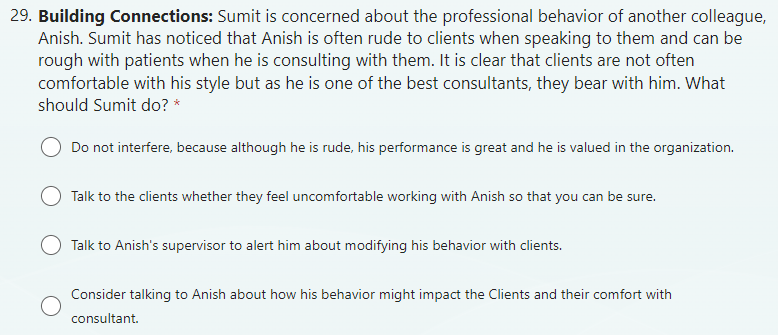 29. Building Connections: Sumit is concerned about the professional behavior of another colleague,
Anish. Sumit has noticed that Anish is often rude to clients when speaking to them and can be
rough with patients when he is consulting with them. It is clear that clients are not often
comfortable with his style but as he is one of the best consultants, they bear with him. What
should Sumit do? *
Do not interfere, because although he is rude, his performance is great and he is valued in the organization.
Talk to the clients whether they feel uncomfortable working with Anish so that you can be sure.
Talk to Anish's supervisor to alert him about modifying his behavior with clients.
Consider talking to Anish about how his behavior might impact the Clients and their comfort with
consultant.